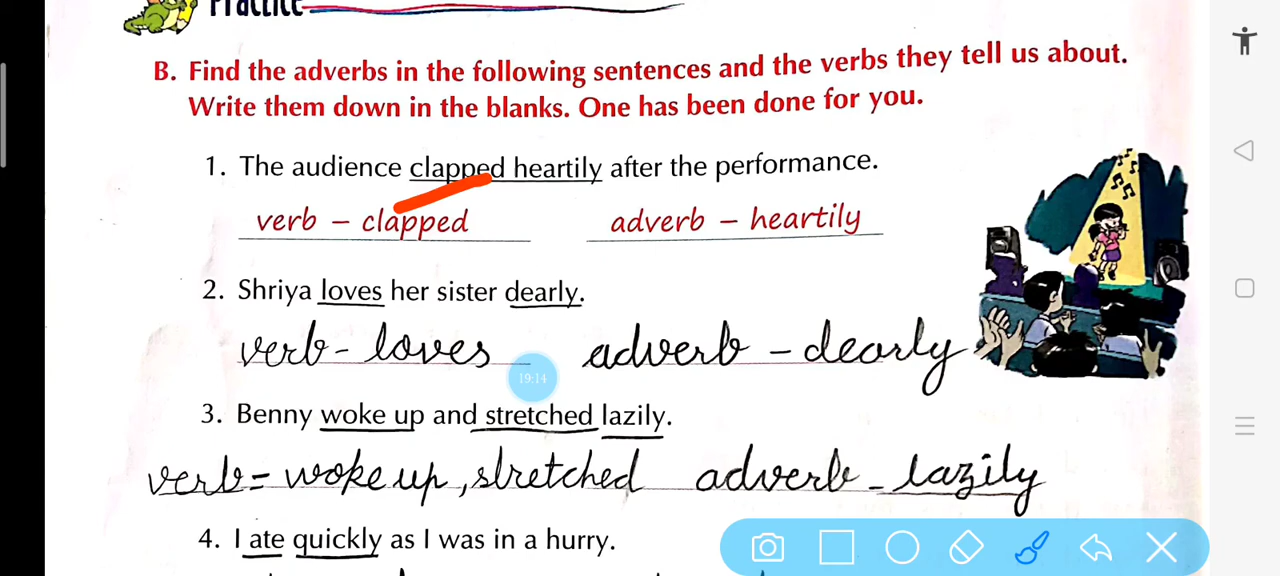 Practice
B. Find the adverbs in the following sentences and the verbs they tell us about.
Write them down in the blanks. One has been done for you.
1. The audience clapped heartily after the performance.
verb – clapped adverb – heartily
2. Shriya loves her sister dearly.
verb - loves adverb - dearly
19:14
3. Benny woke up and stretched lazily.
verb = woke up, stretched adverb - lazily
4. I ate quickly as I was in a hurry.